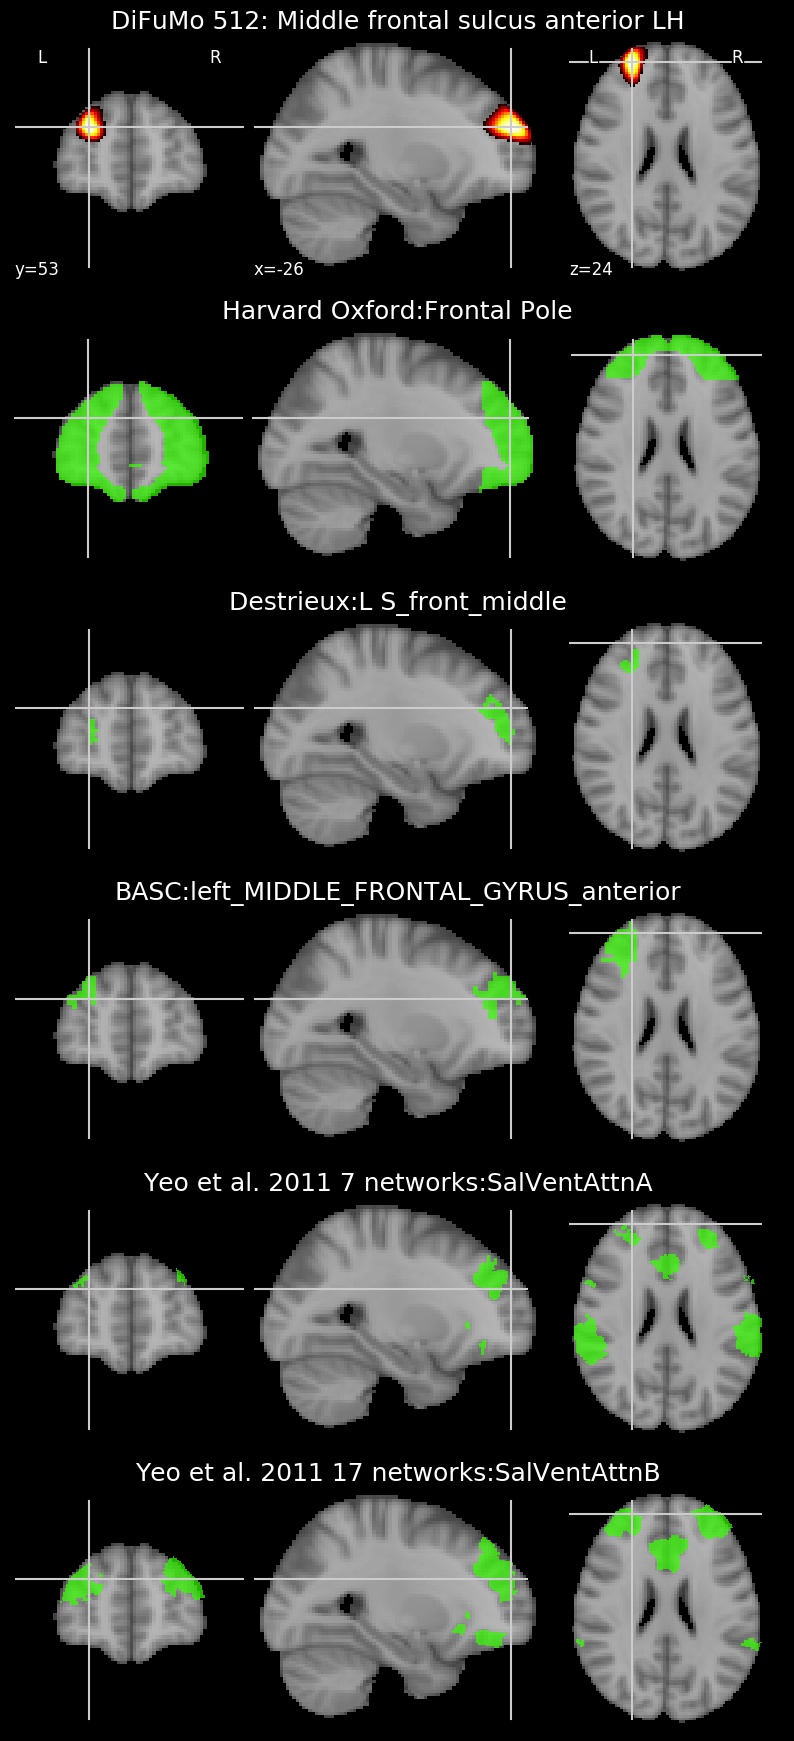 DiFuMo 512: Middle frontal sulcus anterior LH
L R L R
y=53 x=-26 z=24
Harvard Oxford:Frontal Pole
Destrieux:L S_front_middle
BASC:left_MIDDLE_FRONTAL_GYRUS_anterior
Yeo et al. 2011 7 networks:SalVentAttnA
Yeo et al. 2011 17 networks:SalVentAttnB